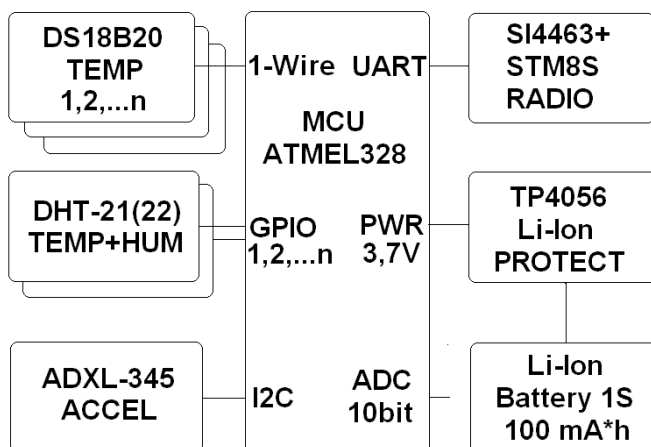 DS18B20
TEMP
1,2,...n
DHT-21(22)
TEMP+HUM
ADXL-345
ACCEL
1-Wire UART
MCU
ATMEL328
GPIO
1,2,...n
PWR
3,7V
I2C
ADC
10bit
SI4463+
STM8S
RADIO
TP4056
Li-Ion
PROTECT
Li-Ion
Battery 1S
100 mA*h